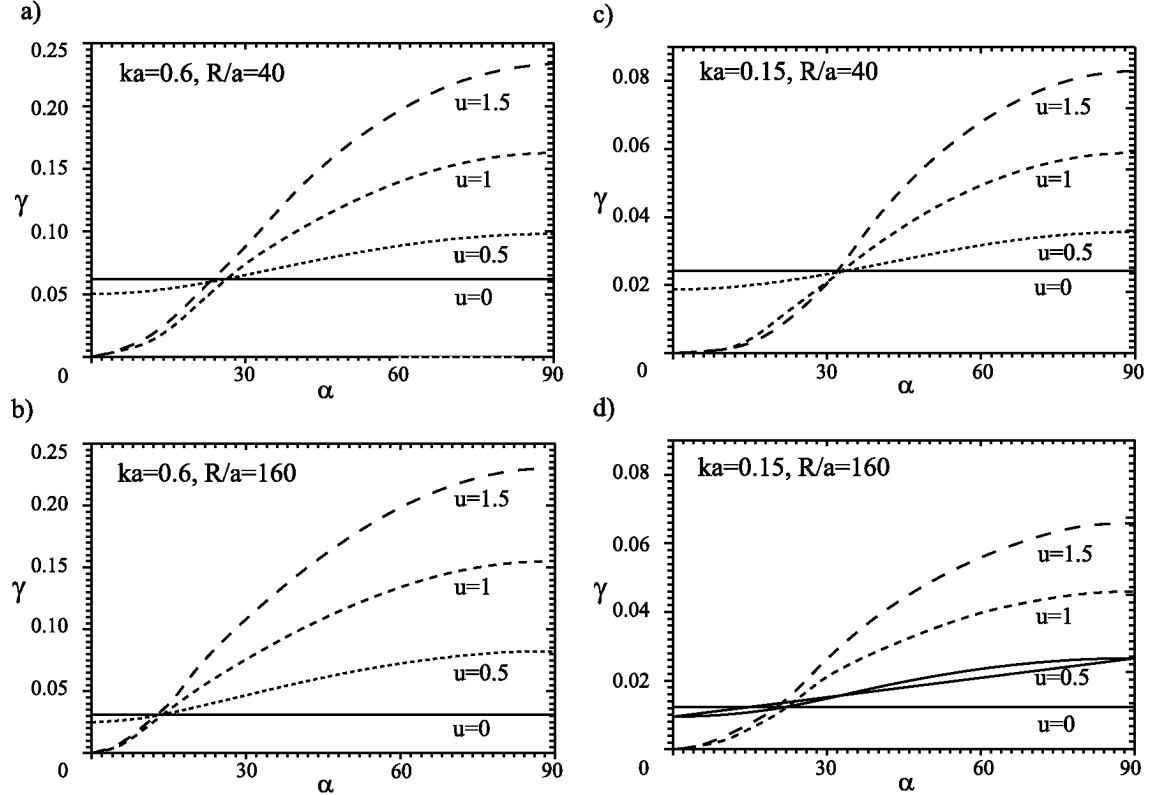 a)
0.25
0.20
0.15
0.10
0.05
0
γ
ka=0.6, R/a=40
u=1.5
u=1
u=0.5
u=0
30
60
90
α
c)
0.08
0.06
0.04
0.02
0
γ
ka=0.15, R/a=40
u=1.5
u=1
u=0.5
u=0
30
60
90
α
b)
0.25
0.20
0.15
0.10
0.05
0
γ
ka=0.6, R/a=160
u=1.5
u=1
u=0.5
u=0
30
60
90
α
d)
0.08
0.06
0.04
0.02
0
γ
ka=0.15, R/a=160
u=1.5
u=1
u=0.5
u=0
30
60
90
α